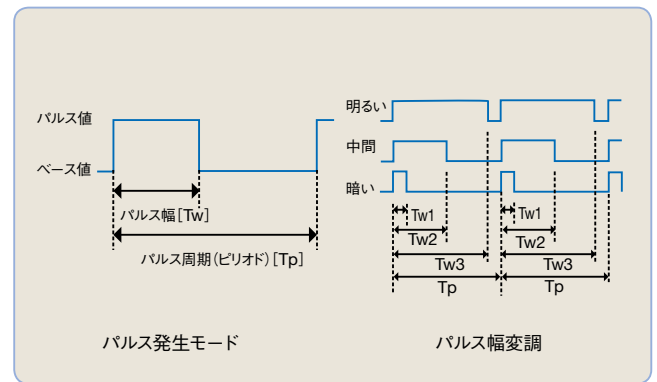 パルス値
ベース値
パルス幅[Tw]
パルス周期(ピリオド)[Tp]
パルス発生モード
明るい
中間
暗い
Tw1
Tw1
Tw2
Tw2
Tw3
Tw3
Tp
Tp
パルス幅変調